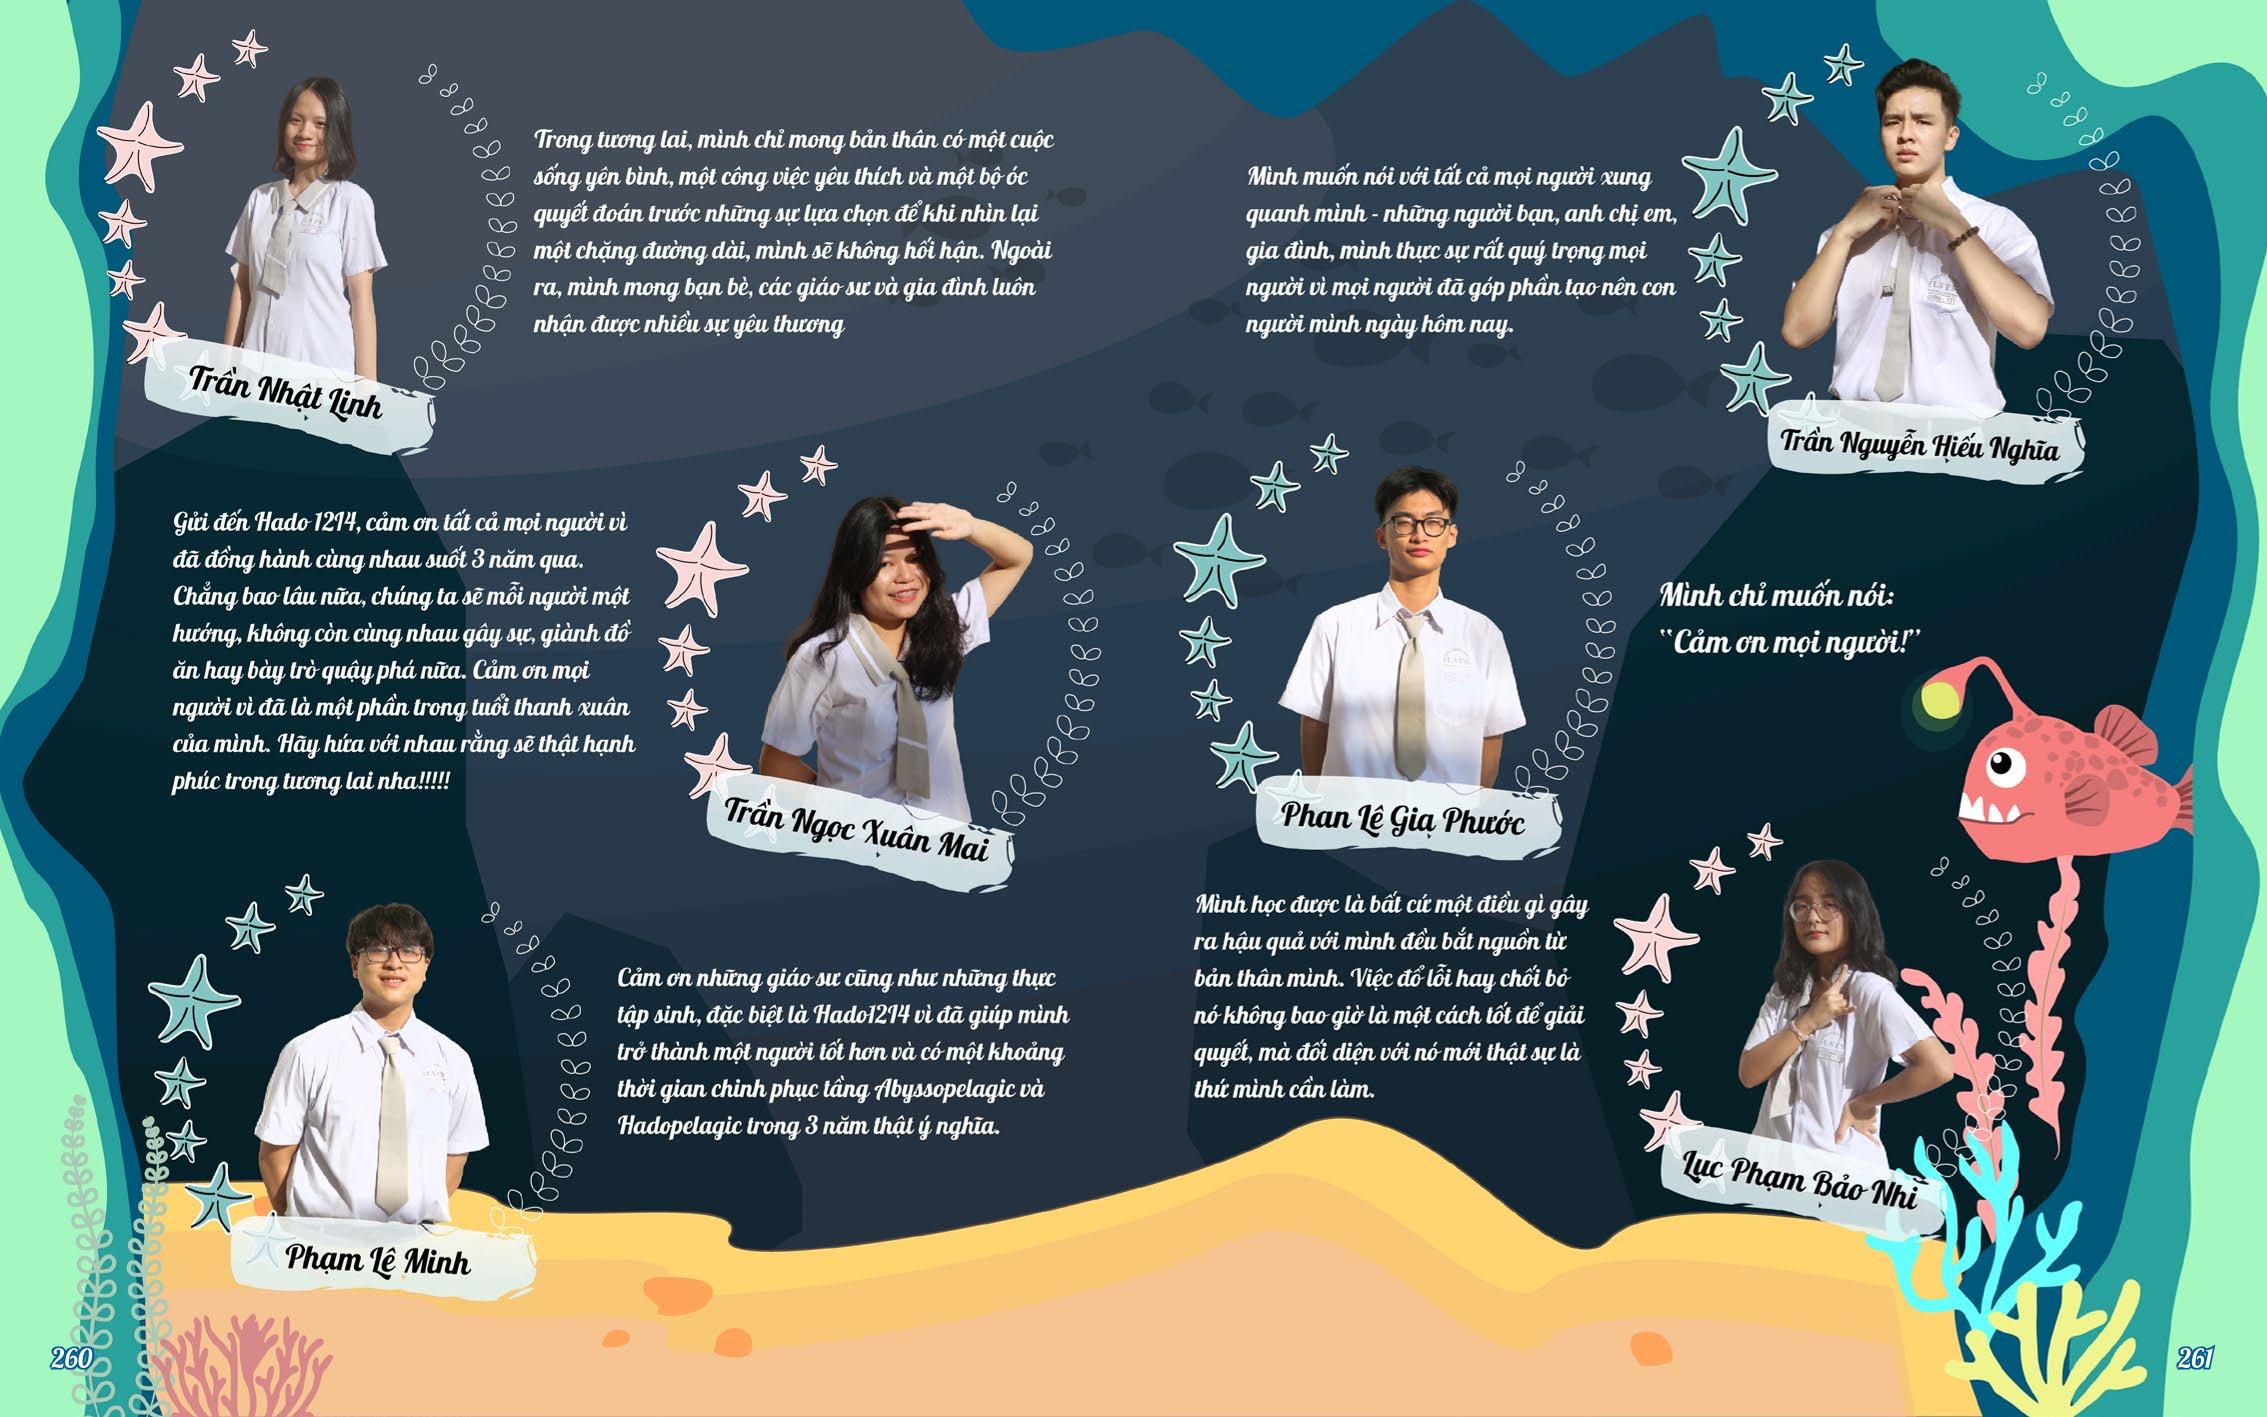 Trong tương lai, mình chỉ mong bản thân có một cuộc
sống yên bình, một công việc yêu thích và một bộ óc
quyết đoán trước những sự lựa chọn để khi nhìn lại
một chặng đường dài, mình sẽ không hối hận. Ngoài
ra, mình mong bạn bè, các giáo sư và gia đình luôn
nhận được nhiều sự yêu thương
Trần Nhật Linh
Gửi đến Hado 1214, cảm ơn tất cả mọi người vì
đã đồng hành cùng nhau suốt 3 năm qua.
Chẳng bao lâu nữa, chúng ta sẽ mỗi người một
hướng, không còn cùng nhau gây sự, giành đồ
ăn hay bày trò quậy phá nữa. Cảm ơn mọi
người vì đã là một phần trong tuổi thanh xuân
của mình. Hãy hứa với nhau rằng sẽ thật hạnh
phúc trong tương lai nha!!!!!
Trần Ngọc Xuân Mai
Cảm ơn những giáo sư cũng như những thực
tập sinh, đặc biệt là Hado1214 vì đã giúp mình
trở thành một người tốt hơn và có một khoảng
thời gian chinh phục tầng Abyssopelagic và
Hadopelagic trong 3 năm thật ý nghĩa.
Phạm Lê Minh
260
Mình muốn nói với tất cả mọi người xung
quanh mình - những người bạn, anh chị em,
gia đình, mình thực sự rất quý trọng mọi
người vì mọi người đã góp phần tạo nên con
người mình ngày hôm nay.
Trần Nguyễn Hiếu Nghĩa
Mình chỉ muốn nói:
“Cảm ơn mọi người!”
Phan Lê Gia Phước
Mình học được là bất cứ một điều gì gây
ra hậu quả với mình đều bắt nguồn từ
bản thân mình. Việc đổ lỗi hay chối bỏ
nó không bao giờ là một cách tốt để giải
quyết, mà đối diện với nó mới thật sự là
thứ mình cần làm.
Lục Phạm Bảo Nhi
261